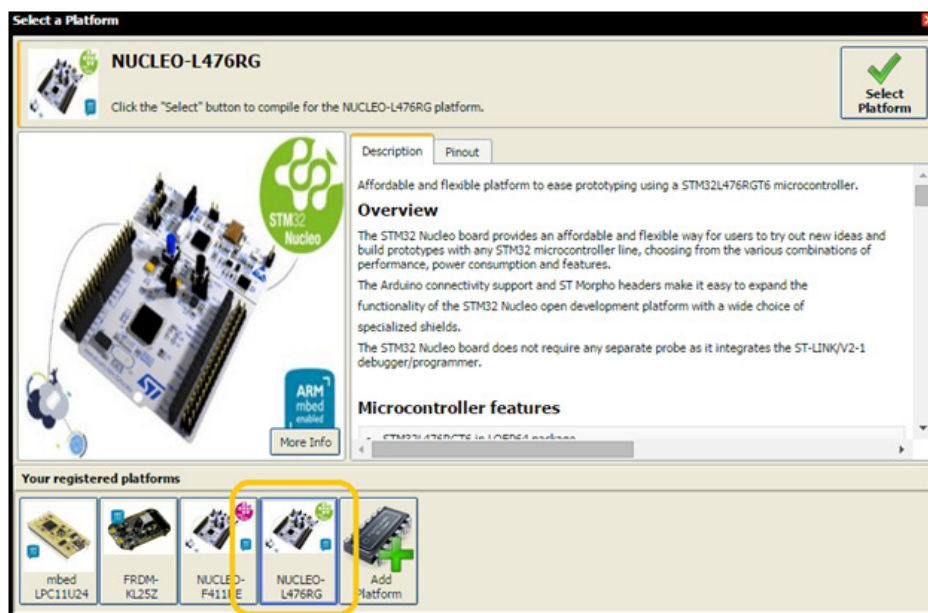 Select a Platform
NUCLEO-L476RG
Click the "Select" button to compile for the NUCLEO-L476RG platform.
Select
Platform
STM32
Nucleo
ARM
mbed
enabled
More Info
Description Pinout
Affordable and flexible platform to ease prototyping using a STM32L476RGT6 microcontroller.
Overview
The STM32 Nucleo board provides an affordable and flexible way for users to try out new ideas and
build prototypes with any STM32 microcontroller line, choosing from the various combinations of
performance, power consumption and features.
The Arduino connectivity support and ST Morpho headers make it easy to expand the
functionality of the STM32 Nucleo open development platform with a wide choice of
specialized shields.
The STM32 Nucleo board does not require any separate probe as it integrates the ST-LINK/V2-1
debugger/programmer.
Microcontroller features
STM32L476RGT6 in LQFP64 package
Your registered platforms
mbed
LPC11U24
FRDM-
KL25Z
NUCLEO-
F411RE
NUCLEO-
L476RG
Add
Platform